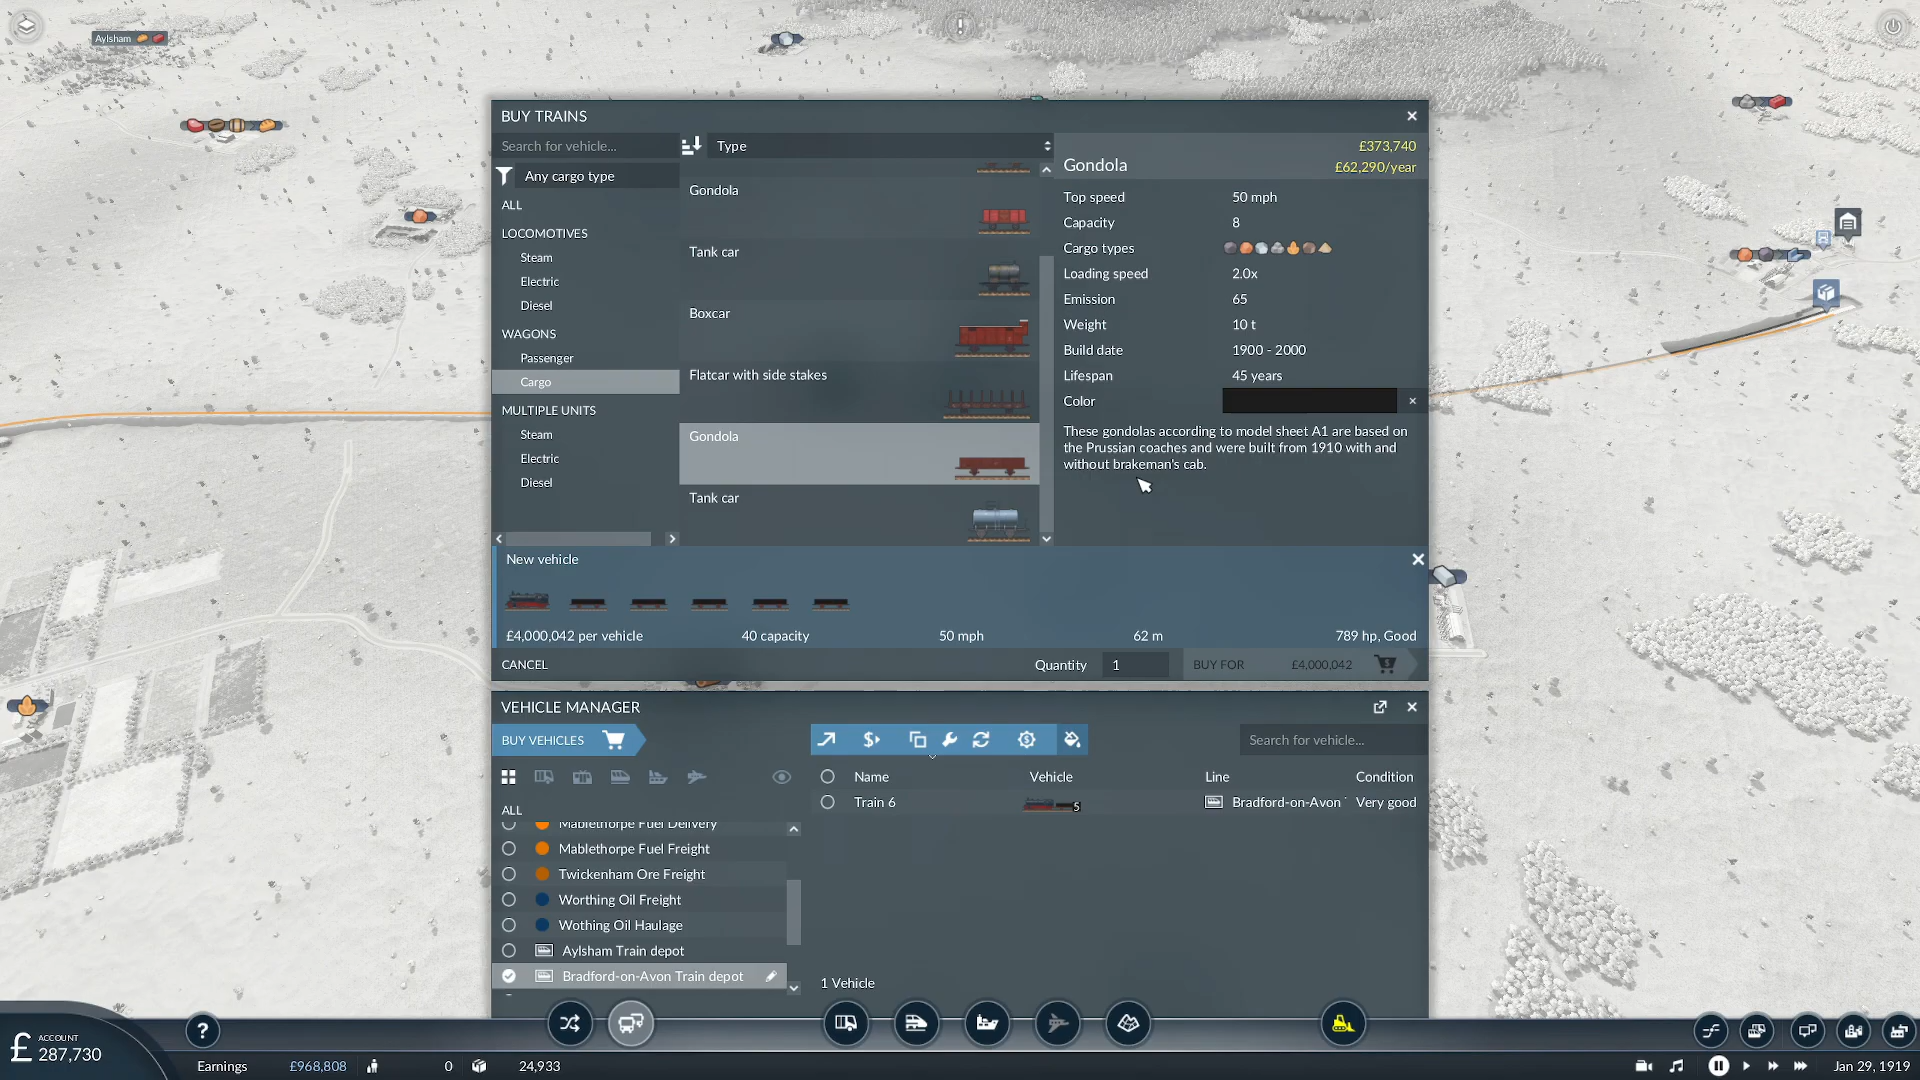 Aylsham
BUY TRAINS
Search for vehicle...
Type
£373,740
Gondola
£62,290/year
Any cargo type
ALL
LOCOMOTIVES
Steam
Electric
Diesel
WAGONS
Passenger
Cargo
MULTIPLE UNITS
Steam
Electric
Diesel
Gondola
Tank car
Boxcar
Flatcar with side stakes
Gondola
Tank car
Top speed 50 mph
Capacity 8
Cargo types
Loading speed 2.0x
Emission 65
Weight 10 t
Build date 1900 - 2000
Lifespan 45 years
Color
These gondolas according to model sheet A1 are based on
the Prussian coaches and were built from 1910 with and
without brakeman's cab.
New vehicle
£4,000,042 per vehicle 40 capacity 50 mph 62 m 789 hp, Good
CANCEL Quantity 1 BUY FOR £4,000,042
VEHICLE MANAGER
BUY VEHICLES
Search for vehicle...
Name Vehicle Line Condition
Train 6 5 Bradford-on-Avon Very good
ALL
Mablethorpe Fuel Delivery
Mablethorpe Fuel Freight
Twickenham Ore Freight
Worthing Oil Freight
Wothing Oil Haulage
Aylsham Train depot
Bradford-on-Avon Train depot
1 Vehicle
?
£ ACCOUNT
287,730
Earnings £968,808 0 24,933
Jan 29, 1919